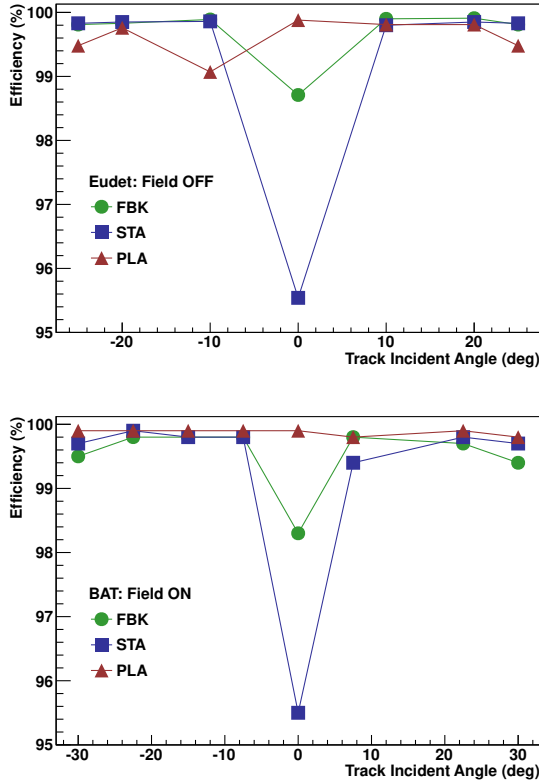 Efficiency (%)
100
99
98
97
96
95
Eudet: Field OFF
FBK
STA
PLA
-20
-10
0
10
20
Track Incident Angle (deg)
Efficiency (%)
100
99
98
97
96
95
BAT: Field ON
FBK
STA
PLA
-30
-20
-10
0
10
20
30
Track Incident Angle (deg)